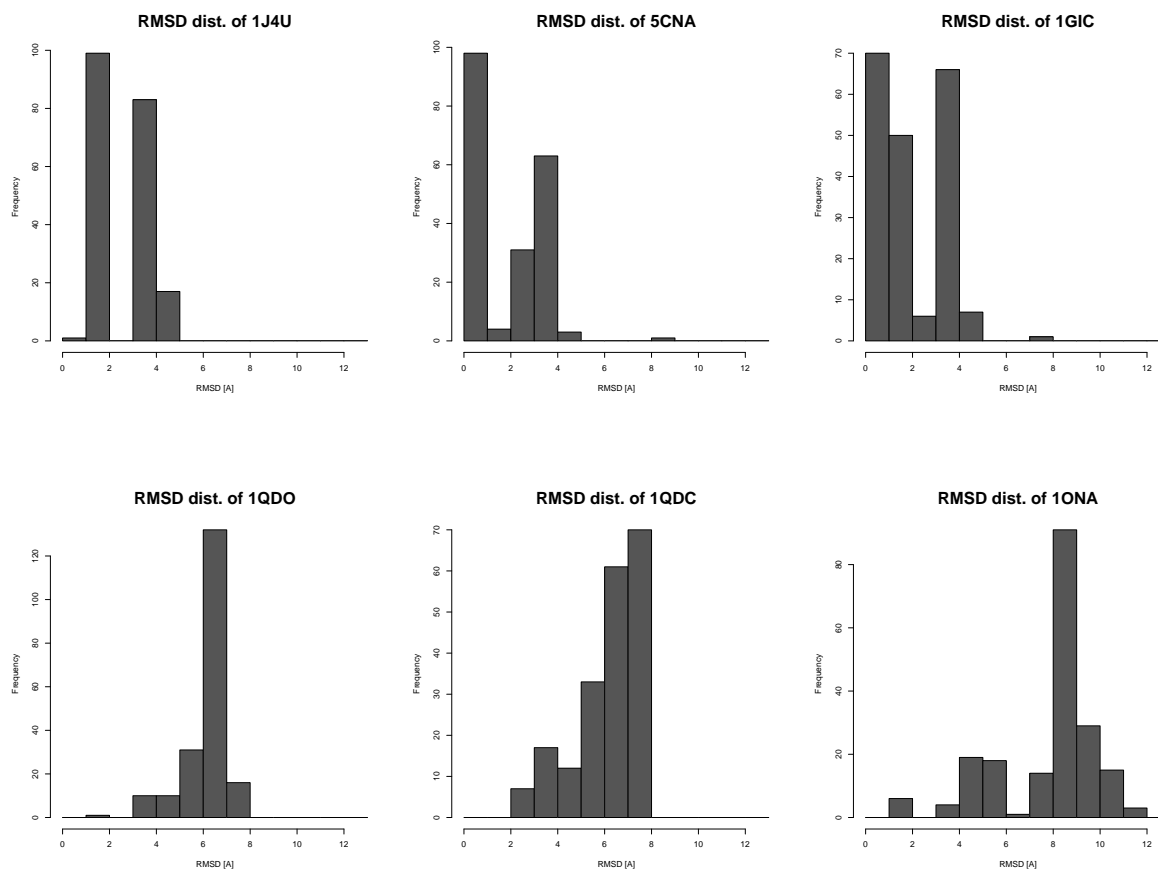 RMSD dist. of 1J4U
Frequency
0 20 40 60 80 100
0 2 4 6 8 10 12
RMSD [A]
RMSD dist. of 5CNA
Frequency
0 20 40 60 80 100
0 2 4 6 8 10 12
RMSD [A]
RMSD dist. of 1GIC
Frequency
0 10 20 30 40 50 60 70
0 2 4 6 8 10 12
RMSD [A]
RMSD dist. of 1QDO
Frequency
0 20 40 60 80 100 120
0 2 4 6 8 10 12
RMSD [A]
RMSD dist. of 1QDC
Frequency
0 10 20 30 40 50 60 70
0 2 4 6 8 10 12
RMSD [A]
RMSD dist. of 1ONA
Frequency
0 20 40 60 80
0 2 4 6 8 10 12
RMSD [A]